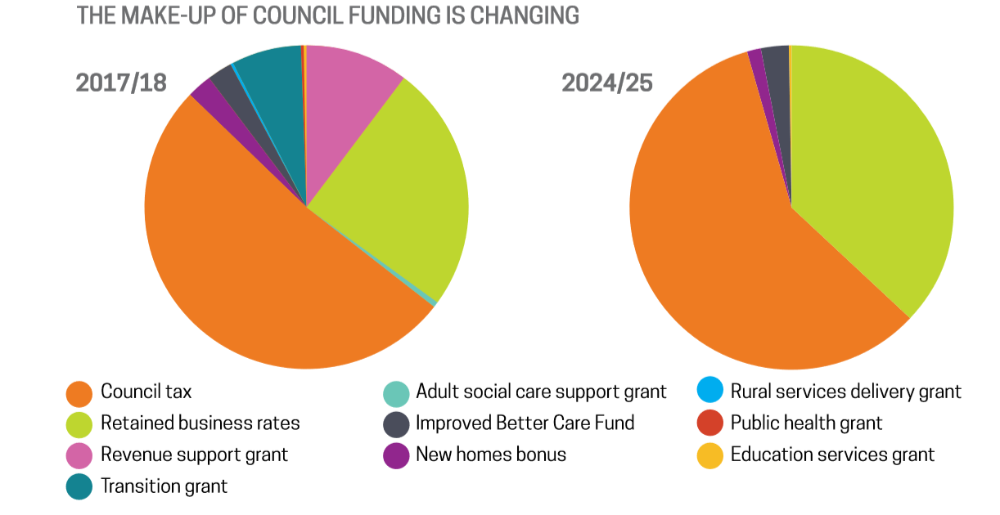 THE MAKE-UP OF COUNCIL FUNDING IS CHANGING
2017/18
2024/25
Council tax
Retained business rates
Revenue support grant
Transition grant
Adult social care support grant
Improved Better Care Fund
New homes bonus
Rural services delivery grant
Public health grant
Education services grant